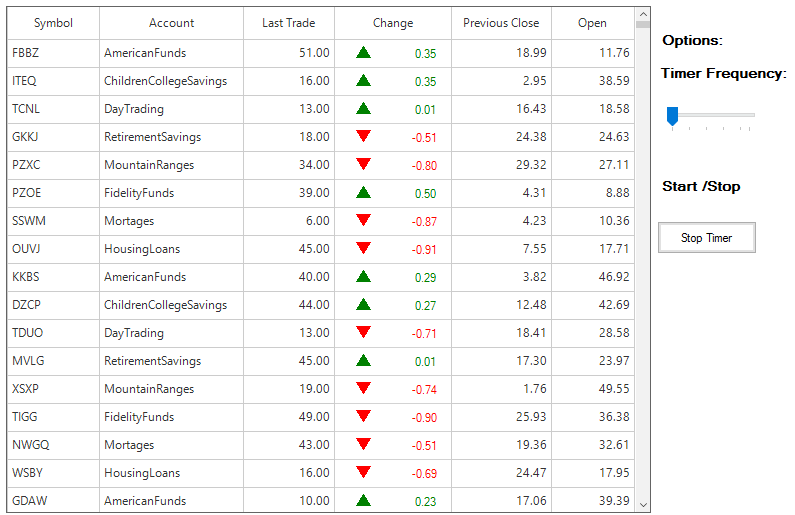 Symbol Account Last Trade Change Previous Close Open
FBBZ AmericanFunds 51.00 0.35 18.99 11.76
ITEQ ChildrenCollegeSavings 16.00 0.35 2.95 38.59
TCNL DayTrading 13.00 0.01 16.43 18.58
GKKJ RetirementSavings 18.00 -0.51 24.38 24.63
PZXC MountainRanges 34.00 -0.80 29.32 27.11
PZOE FidelityFunds 39.00 0.50 4.31 8.88
SSWM Mortages 6.00 -0.87 4.23 10.36
OUVJ HousingLoans 45.00 -0.91 7.55 17.71
KKBS AmericanFunds 40.00 0.29 3.82 46.92
DZCP ChildrenCollegeSavings 44.00 0.27 12.48 42.69
TDUO DayTrading 13.00 -0.71 18.41 28.58
MVLG RetirementSavings 45.00 0.01 17.30 23.97
XSXP MountainRanges 19.00 -0.74 1.76 49.55
TIGG FidelityFunds 49.00 -0.90 25.93 36.38
NWGQ Mortages 43.00 -0.51 19.36 32.61
WSBY HousingLoans 16.00 -0.69 24.47 17.95
GDAW AmericanFunds 10.00 0.23 17.06 39.39
Options:
Timer Frequency:
Start /Stop
Stop Timer